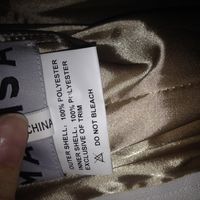 CHINA
OUTER SHELL: 100% POLYESTER
INNER SHELL: 100% POLYESTER
EXCLUSIVE OF TRIM
DO NOT BLEACH